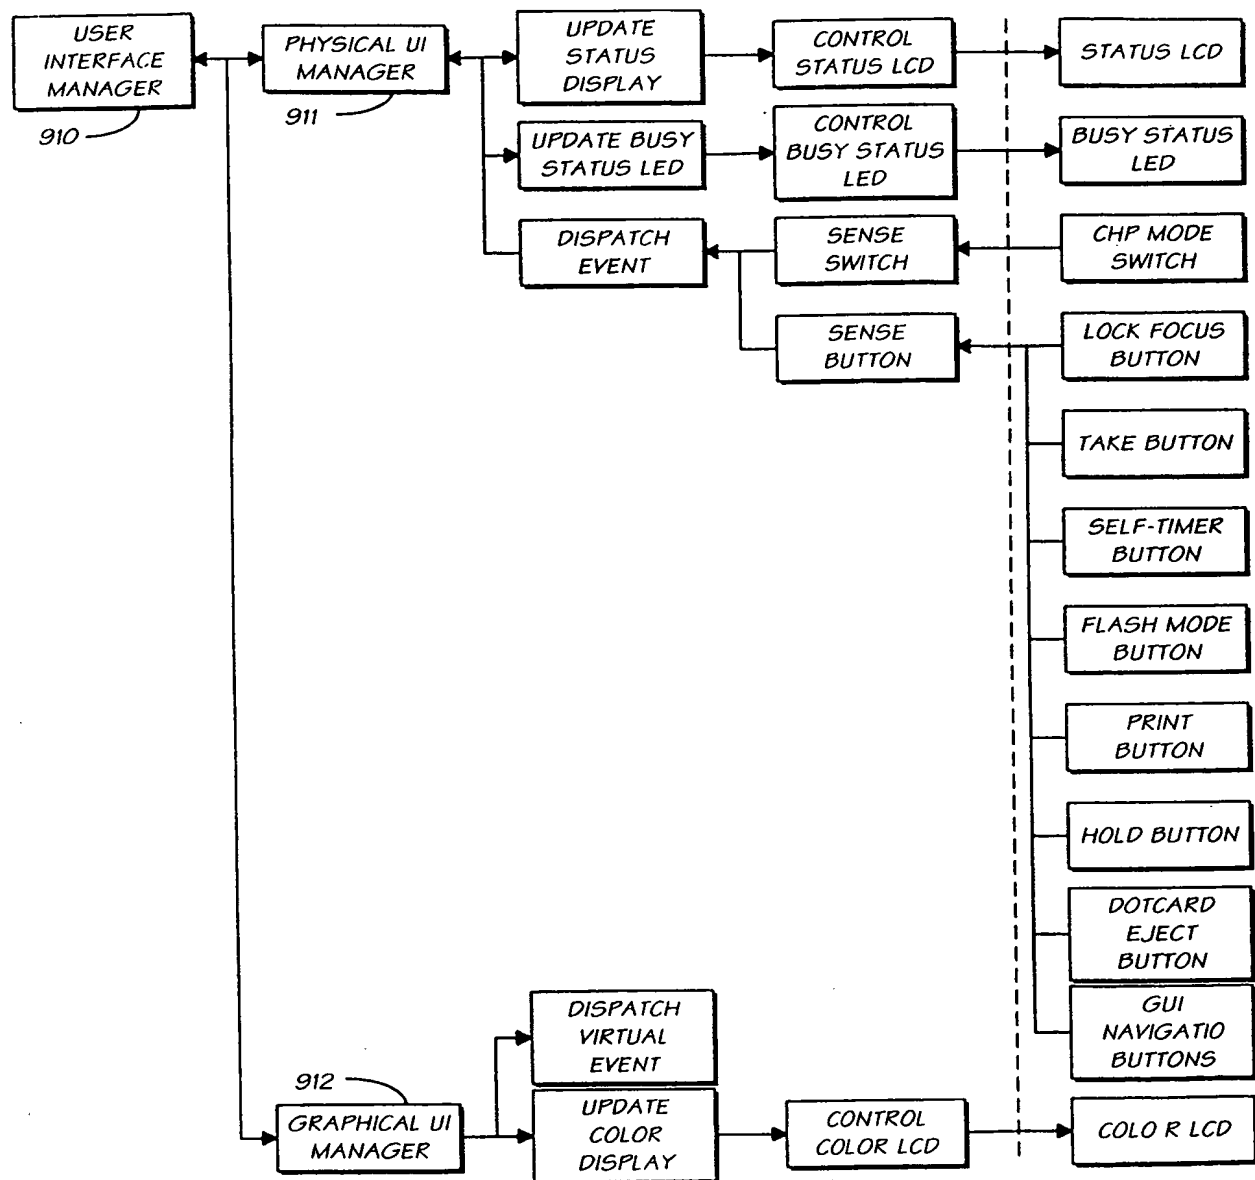 USER
INTERFACE
MANAGER
910
PHYSICAL UI
MANAGER
911
UPDATE
STATUS
DISPLAY
CONTROL
STATUS LCD
STATUS LCD
UPDATE BUSY
STATUS LED
CONTROL
BUSY STATUS
LED
BUSY STATUS
LED
DISPATCH
EVENT
SENSE
SWITCH
CHP MODE
SWITCH
SENSE
BUTTON
LOCK FOCUS
BUTTON
TAKE BUTTON
SELF-TIMER
BUTTON
FLASH MODE
BUTTON
PRINT
BUTTON
HOLD BUTTON
DOTCARD
EJECT
BUTTON
GUI
NAVIGATIO
BUTTONS
DISPATCH
VIRTUAL
EVENT
912
GRAPHICAL UI
MANAGER
UPDATE
COLOR
DISPLAY
CONTROL
COLOR LCD
COLO R LCD